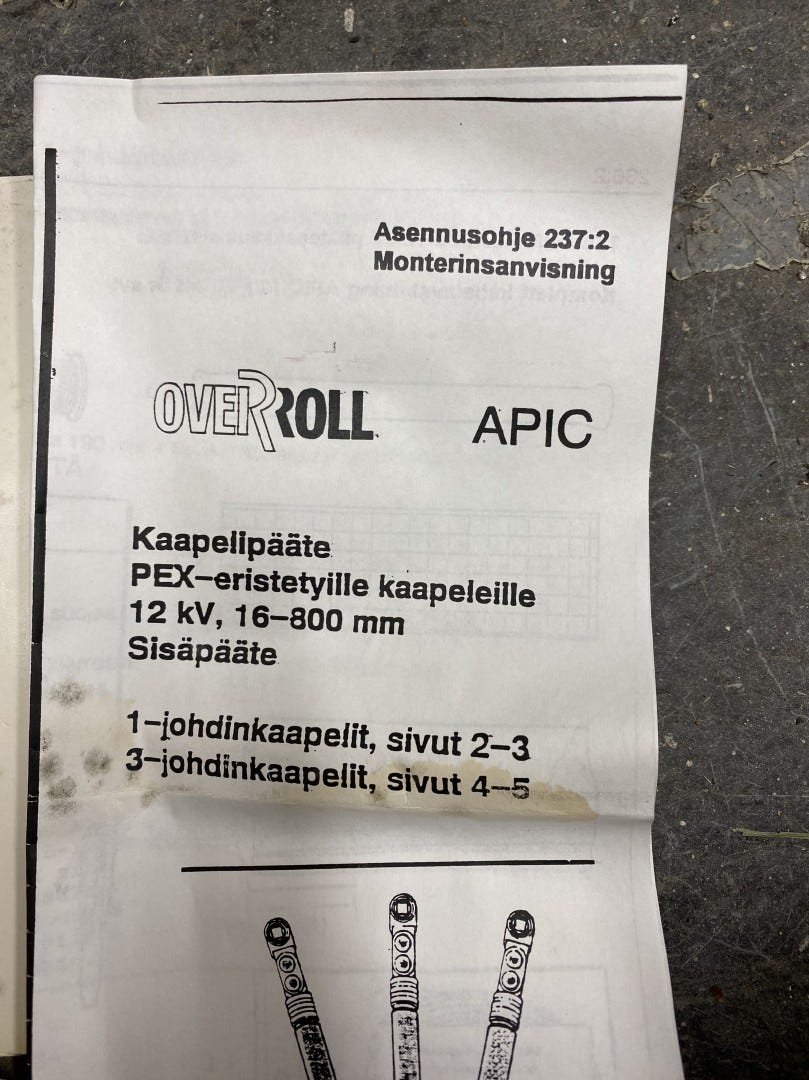 Asennusohje 237:2
Monterinsanvisning
OVERROLL
APIC
Kaapelipääte
PEX-eristetyille kaapeleille
12 kV, 16-800 mm
Sisäpääte
1-johdinkaapelit, sivut 2-3
3-johdinkaapelit, sivut 4-5